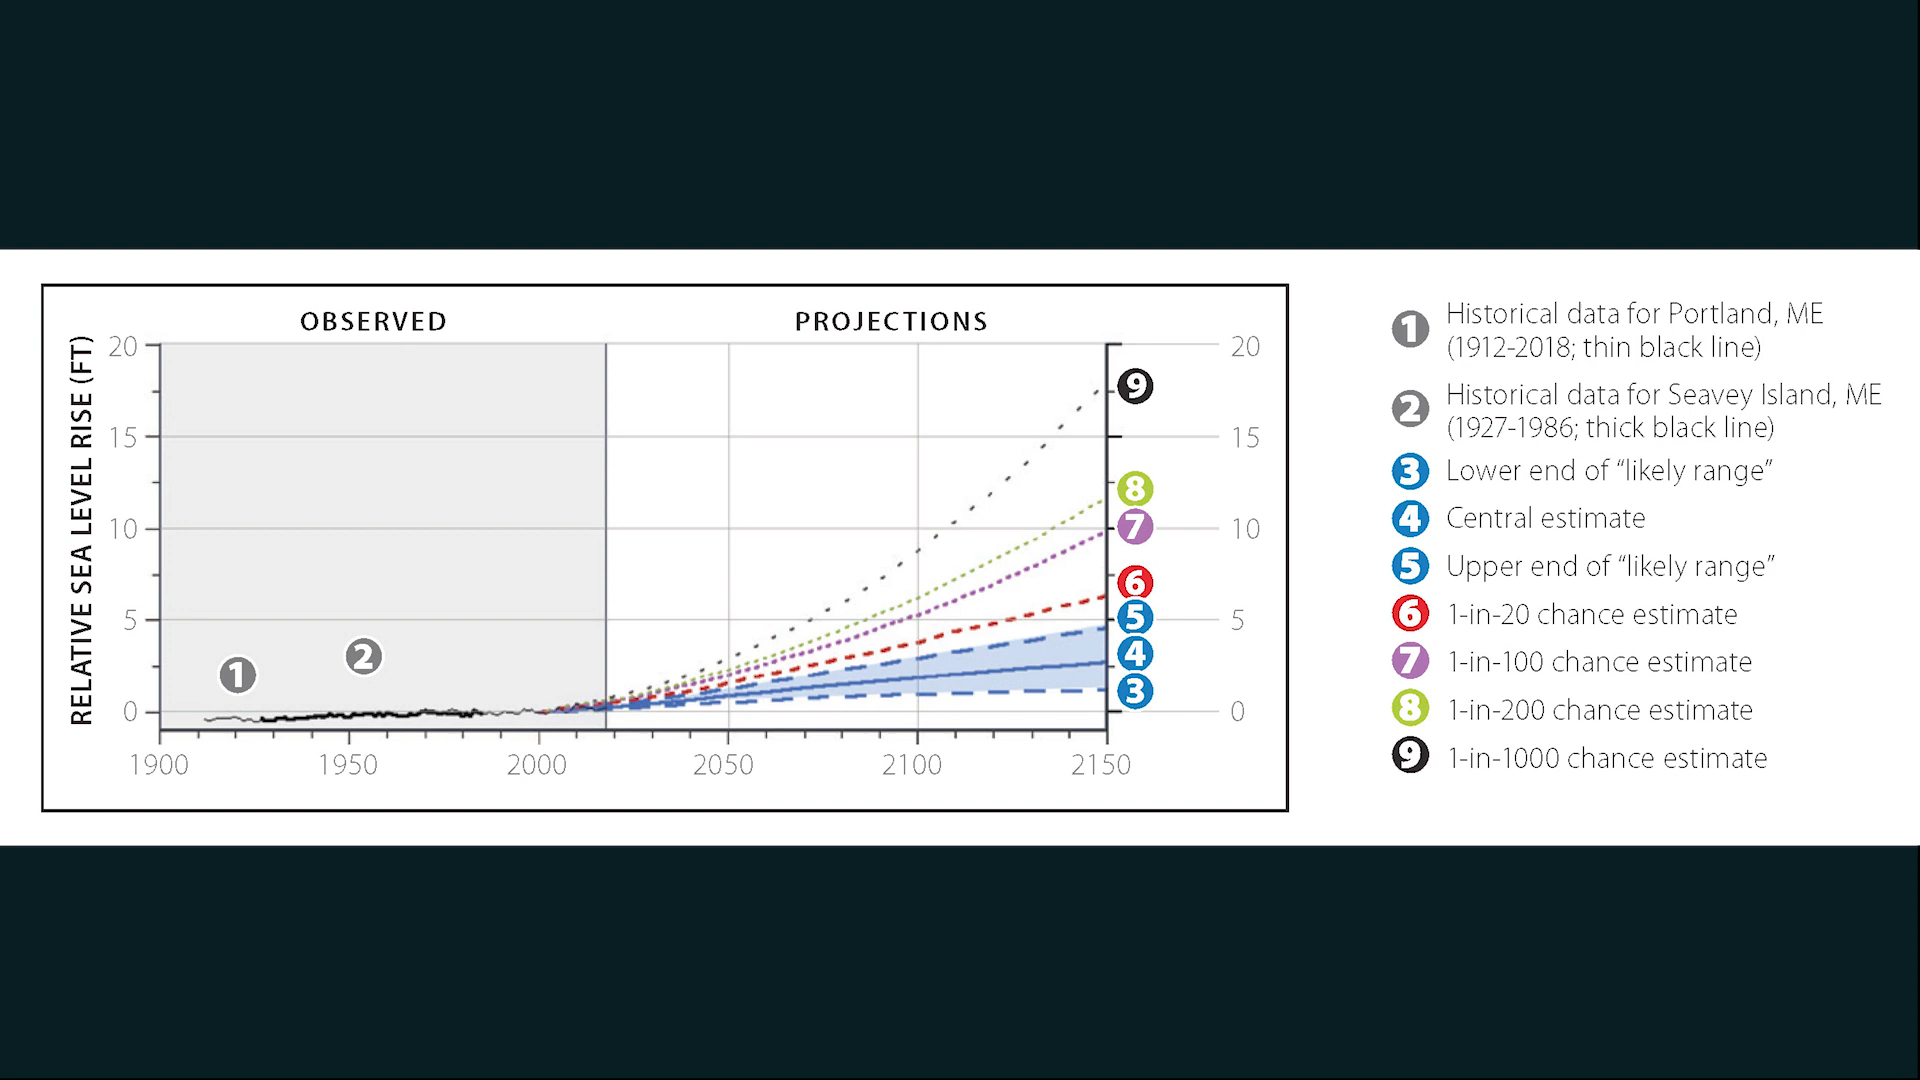 OBSERVED
PROJECTIONS
RELATIVE SEA LEVEL RISE (FT)
20
15
10
5
0
1
2
9
8
7
6
5
4
3
20
15
10
5
0
1900
1950
2000
2050
2100
2150
1 Historical data for Portland, ME
(1912-2018; thin black line)
2 Historical data for Seavey Island, ME
(1927-1986; thick black line)
3 Lower end of “likely range”
4 Central estimate
5 Upper end of “likely range”
6 1-in-20 chance estimate
7 1-in-100 chance estimate
8 1-in-200 chance estimate
9 1-in-1000 chance estimate